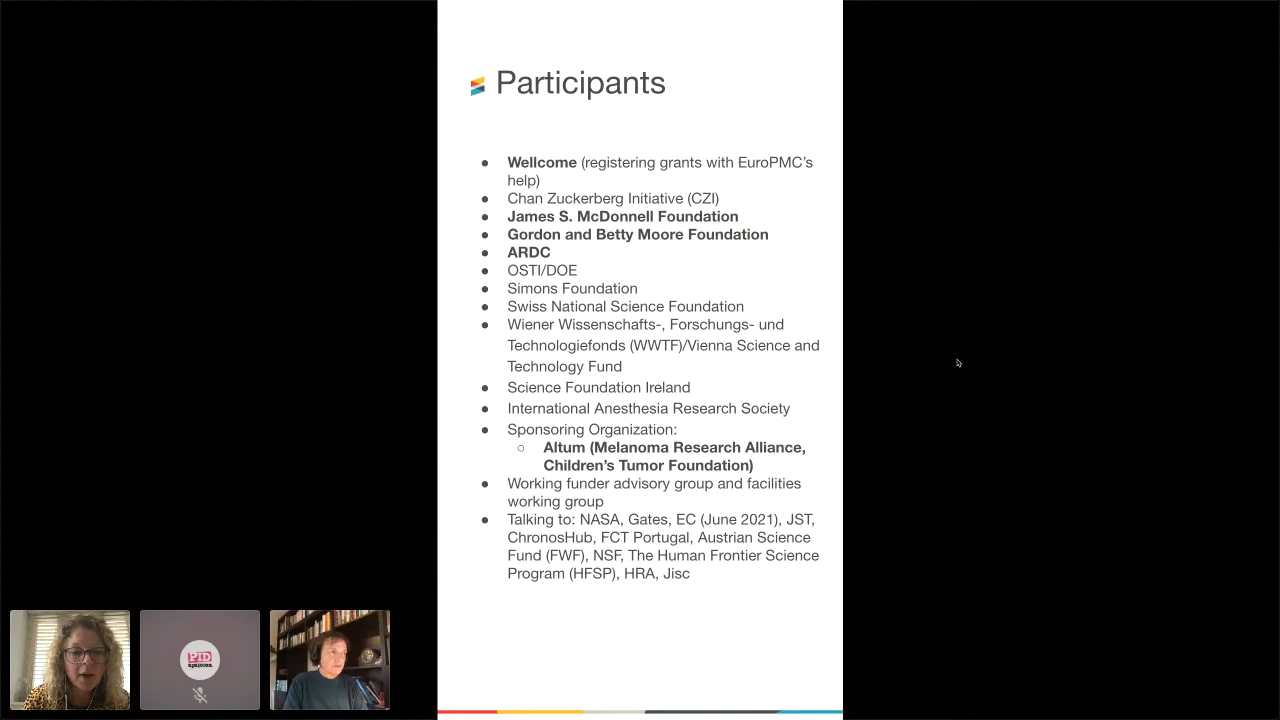 Participants
● Wellcome (registering grants with EuroPMC's
help)
● Chan Zuckerberg Initiative (CZI)
● James S. McDonnell Foundation
● Gordon and Betty Moore Foundation
● ARDC
● OSTI/DOE
● Simons Foundation
● Swiss National Science Foundation
● Wiener Wissenschafts-, Forschungs- und
Technologiefonds (WWTF)/Vienna Science and
Technology Fund
● Science Foundation Ireland
● International Anesthesia Research Society
● Sponsoring Organization:
○ Altum (Melanoma Research Alliance,
Children's Tumor Foundation)
● Working funder advisory group and facilities
working group
● Talking to: NASA, Gates, EC (June 2021), JST,
ChronosHub, FCT Portugal, Austrian Science
Fund (FWF), NSF, The Human Frontier Science
Program (HFSP), HRA, Jisc
PID